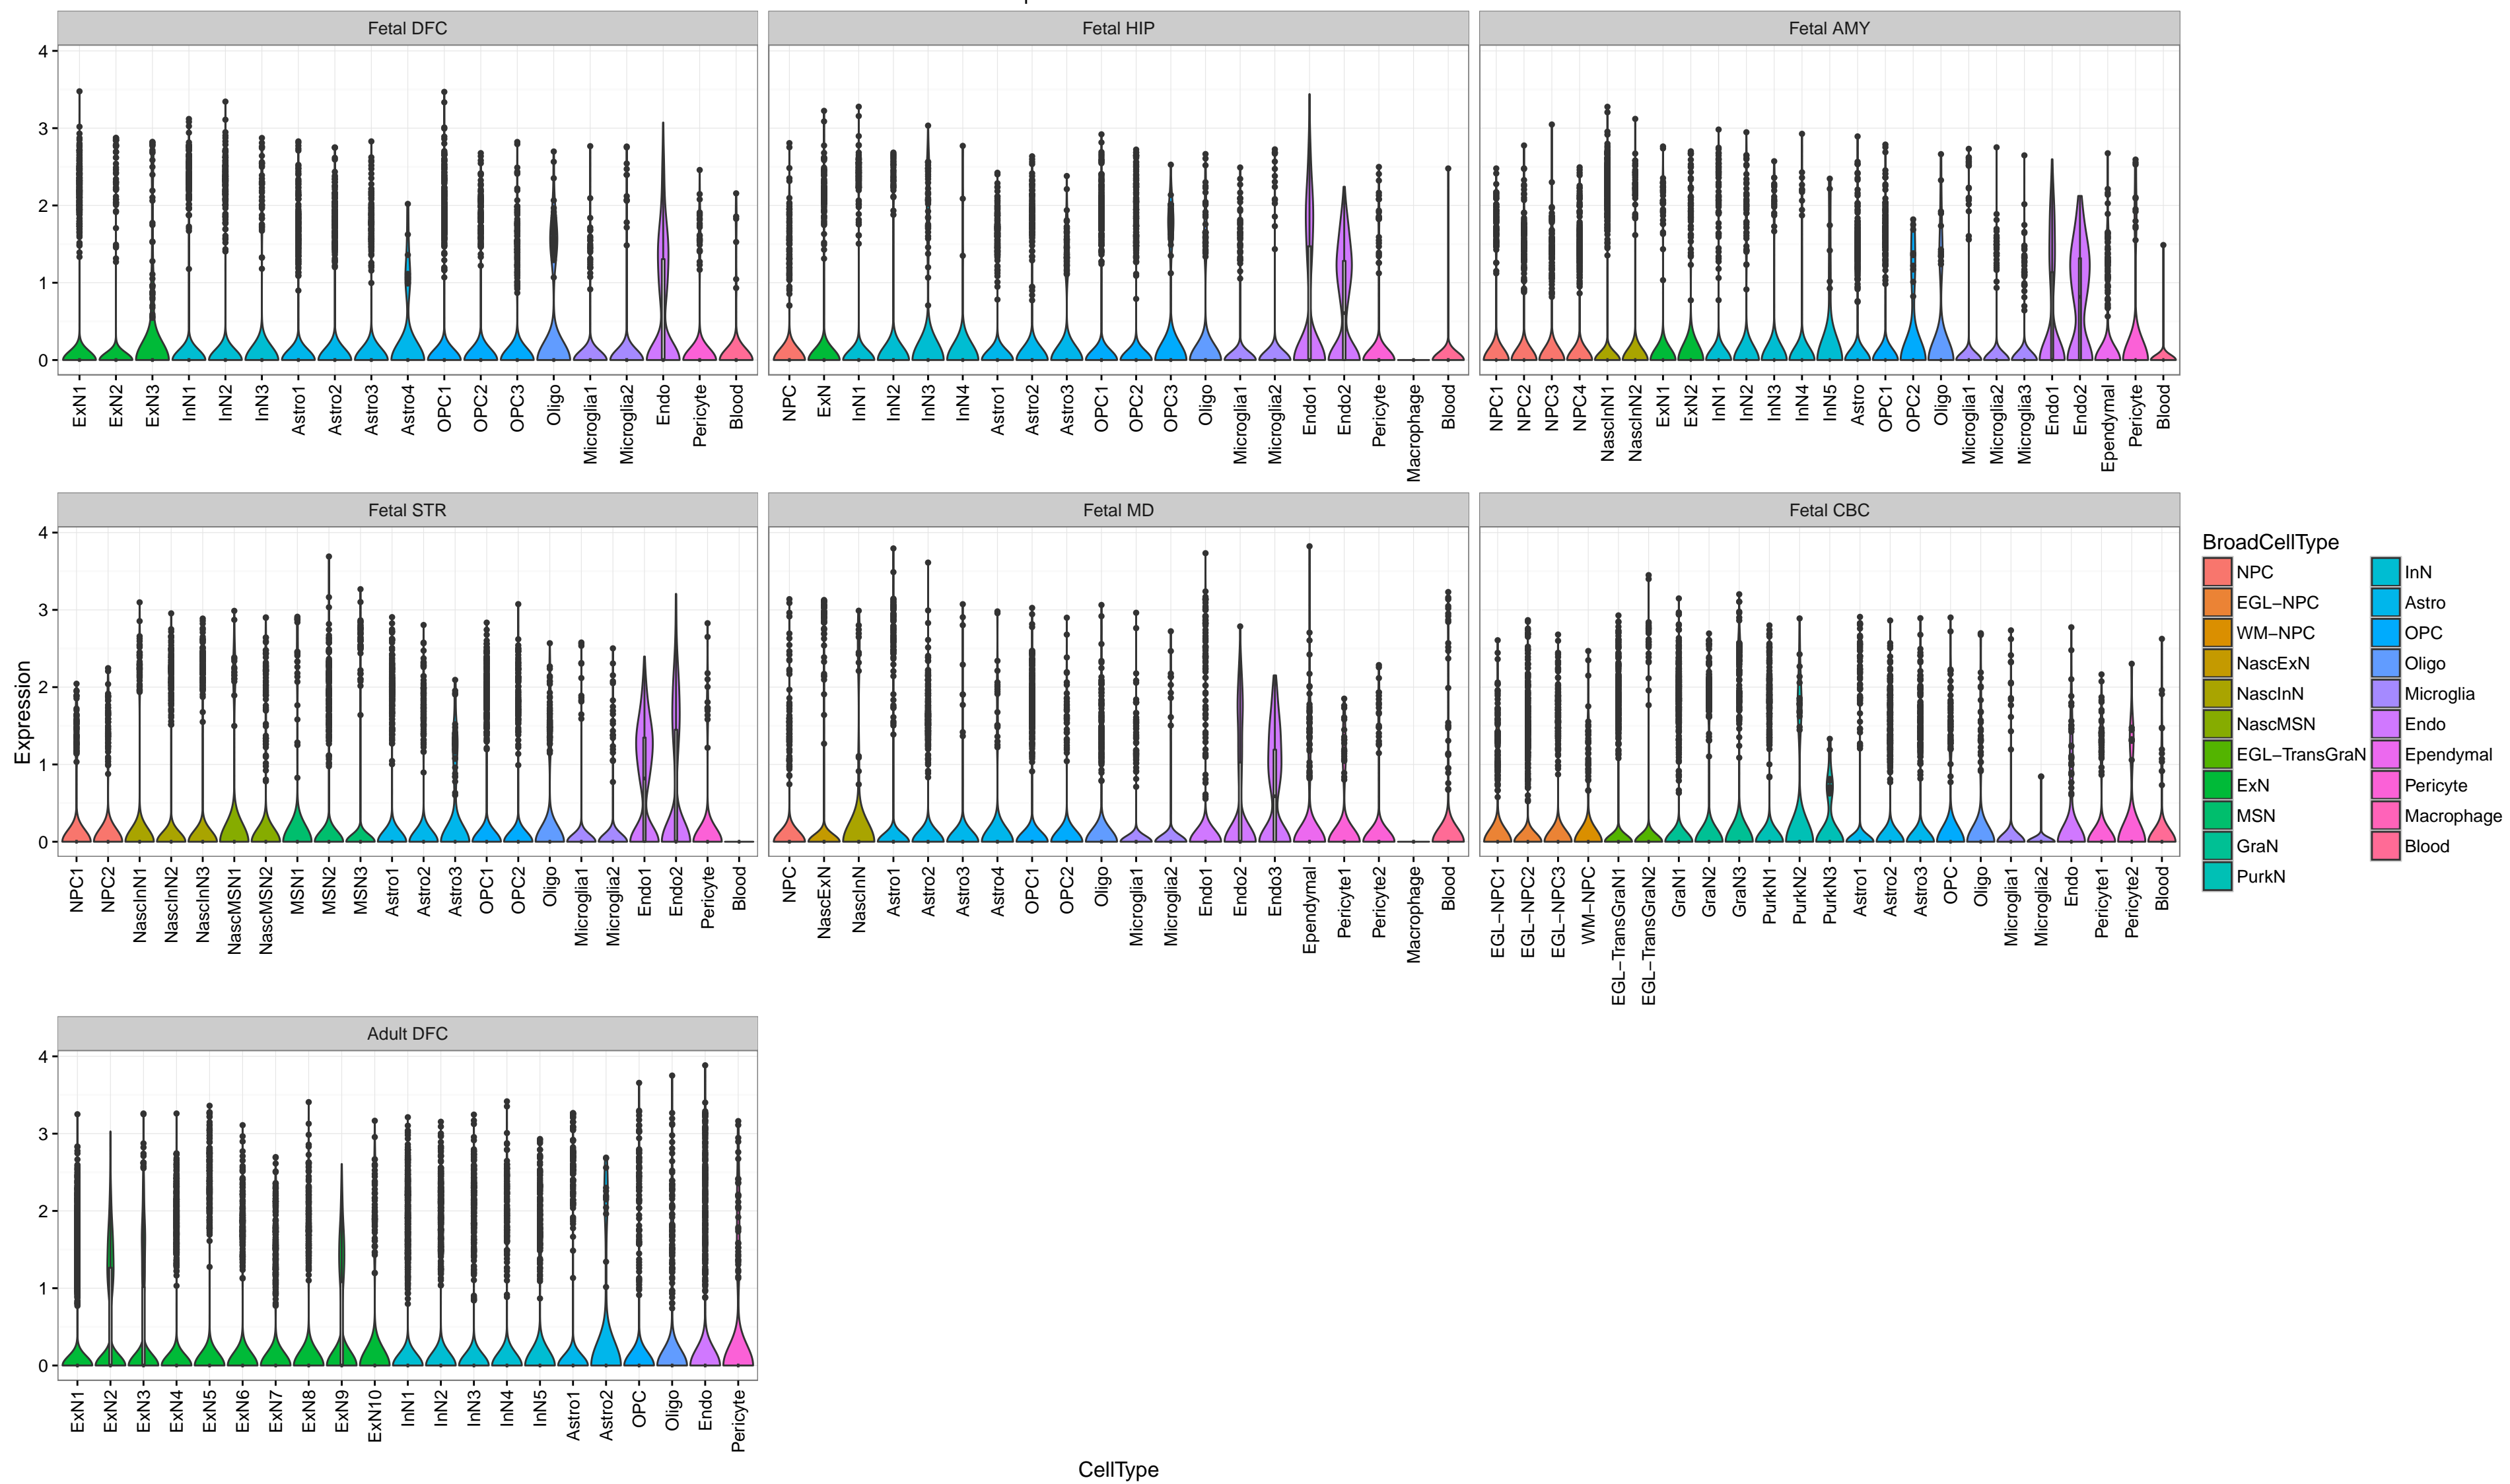 Fetal DFC
Fetal HIP
Fetal AMY
4
3
2
1
0
ExN1 ExN2 ExN3 InN1 InN2 InN3 Astro1 Astro2 Astro3 Astro4 OPC1 OPC2 OPC3 Oligo Microglia1 Microglia2 Endo Pericyte Blood
NPC ExN InN1 InN2 InN3 InN4 Astro1 Astro2 Astro3 OPC1 OPC2 OPC3 Oligo Microglia1 Microglia2 Endo1 Endo2 Pericyte Macrophage Blood
NPC1 NPC2 NPC3 NPC4 NascInN1 NascInN2 ExN1 ExN2 InN1 InN2 InN3 InN4 InN5 Astro OPC1 OPC2 Oligo Microglia1 Microglia2 Microglia3 Endo1 Endo2 Ependymal Pericyte Blood
Fetal STR
Fetal MD
Fetal CBC
4
3
2
1
0
Expression
NPC1 NPC2 NascInN1 NascInN2 NascInN3 NascMSN1 NascMSN2 MSN1 MSN2 MSN3 Astro1 Astro2 Astro3 OPC1 OPC2 Oligo Microglia1 Microglia2 Endo1 Endo2 Pericyte Blood
NPC NascExN NascInN Astro1 Astro2 Astro3 Astro4 OPC1 OPC2 Oligo Microglia1 Microglia2 Endo1 Endo2 Endo3 Ependymal Pericyte1 Pericyte2 Macrophage Blood
EGL−NPC1 EGL−NPC2 EGL−NPC3 WM−NPC EGL−TransGraN1 EGL−TransGraN2 GraN1 GraN2 GraN3 PurkN1 PurkN2 PurkN3 Astro1 Astro2 Astro3 OPC Oligo Microglia1 Microglia2 Endo Pericyte1 Pericyte2 Blood
BroadCellType
NPC
EGL−NPC
WM−NPC
NascExN
NascInN
NascMSN
EGL−TransGraN
ExN
MSN
GraN
PurkN
InN
Astro
OPC
Oligo
Microglia
Endo
Ependymal
Pericyte
Macrophage
Blood
Adult DFC
4
3
2
1
0
ExN1 ExN2 ExN3 ExN4 ExN5 ExN6 ExN7 ExN8 ExN9 ExN10 InN1 InN2 InN3 InN4 InN5 Astro1 Astro2 OPC Oligo Endo Pericyte
CellType